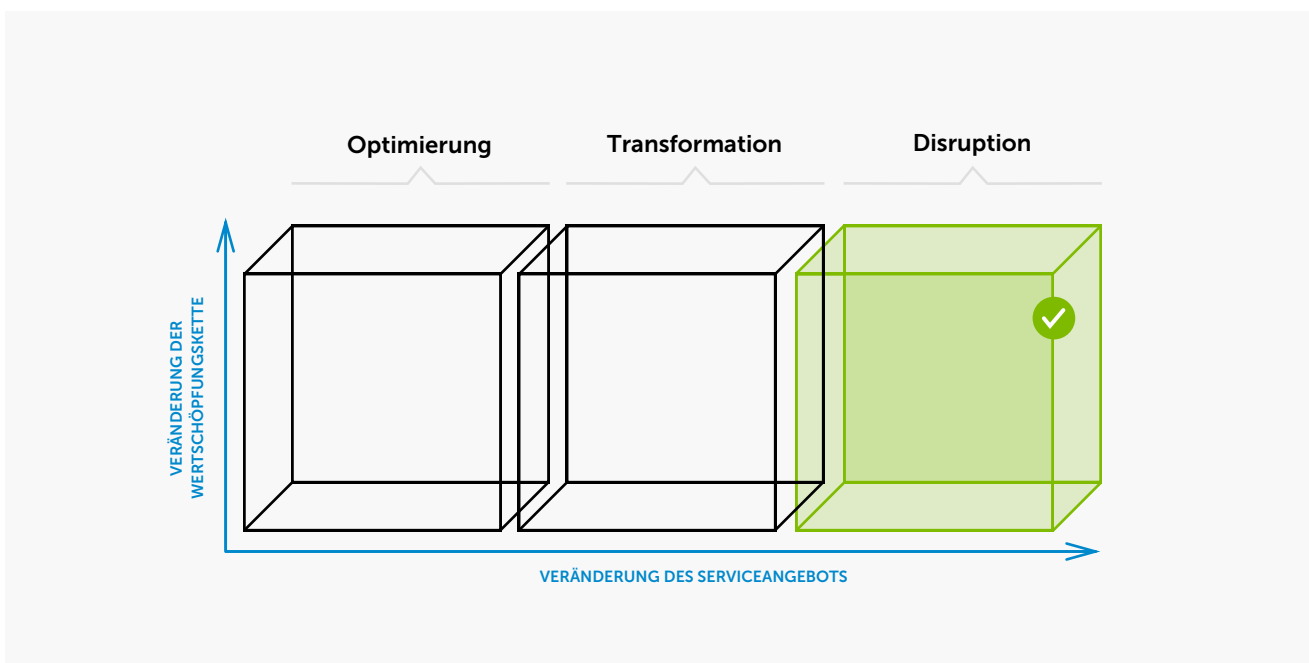 Optimierung
Transformation
Disruption
VERÄNDERUNG DER
WERTSCHÖPFUNGSKETTE
VERÄNDERUNG DES SERVICEANGEBOTS